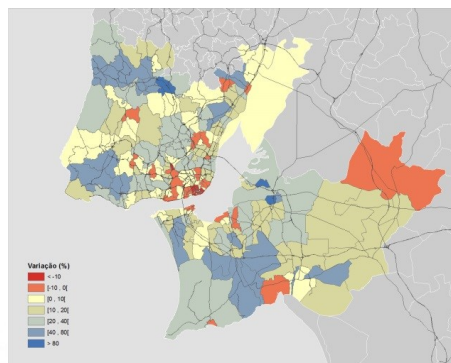 Variação (%)
< -10
[-10 , 0[
[0 , 10[
[10 , 20[
[20 , 40[
[40 , 80[
> 80